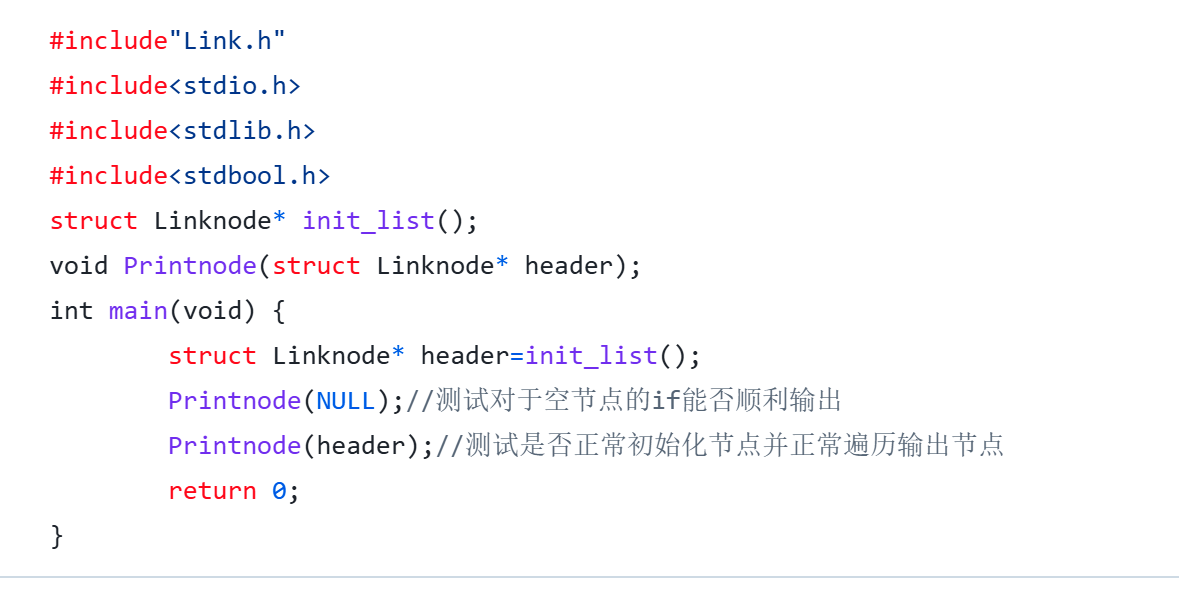 #include"Link.h"
#include<stdio.h>
#include<stdlib.h>
#include<stdbool.h>
struct Linknode* init_list();
void Printnode(struct Linknode* header);
int main(void) {
        struct Linknode* header=init_list();
        Printnode(NULL);//测试对于空节点的if能否顺利输出
        Printnode(header);//测试是否正常初始化节点并正常遍历输出节点
        return 0;
}